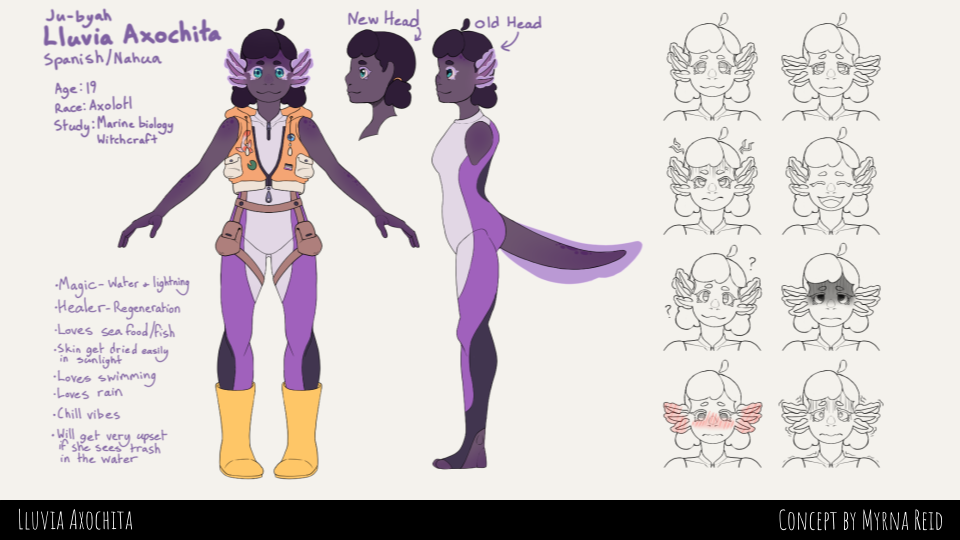 Ju-byah
Lluvia Axochita
Spanish/Nahua
Age: 19
Race: Axolotl
Study: Marine biology
Witchcraft
New Head
Old Head
•Magic- Water + lightning
•Healer- Regeneration
•Loves sea food/fish
•Skin get dried easily
in sunlight
•Loves swimming
•Loves rain
•Chill vibes
•Will get very upset
if she sees trash
in the water
?
?
Lluvia Axochita
Concept by Myrna Reid